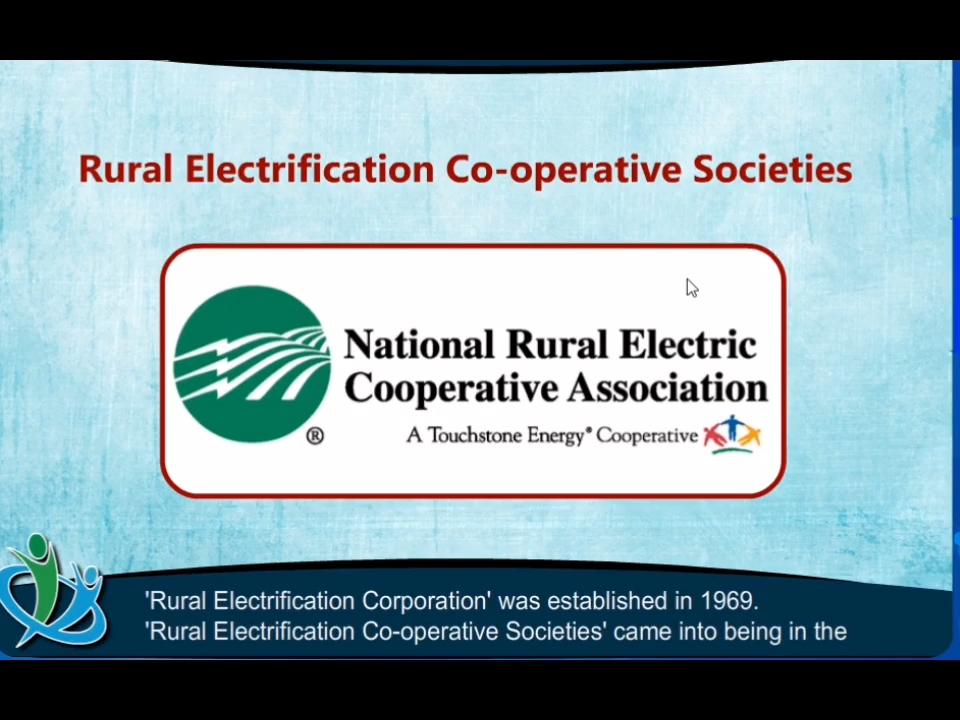 Rural Electrification Co-operative Societies
National Rural Electric
Cooperative Association
®
A Touchstone Energy® Cooperative
'Rural Electrification Corporation' was established in 1969.
'Rural Electrification Co-operative Societies' came into being in the